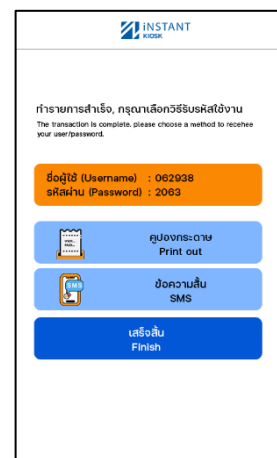 iNSTANT
KIOSK
ทำรายการสำเร็จ, กรุณาเลือกวิธีรับรหัสใช้งาน
The transaction is complete. please choose a method to recehee
your user/password.
ชื่อผู้ใช้ (Username) : 062938
รหัสผ่าน (Password) : 2063
คูปองกระดาษ
Print out
SMS
ข้อความสั้น
SMS
เสร็จสิ้น
Finish